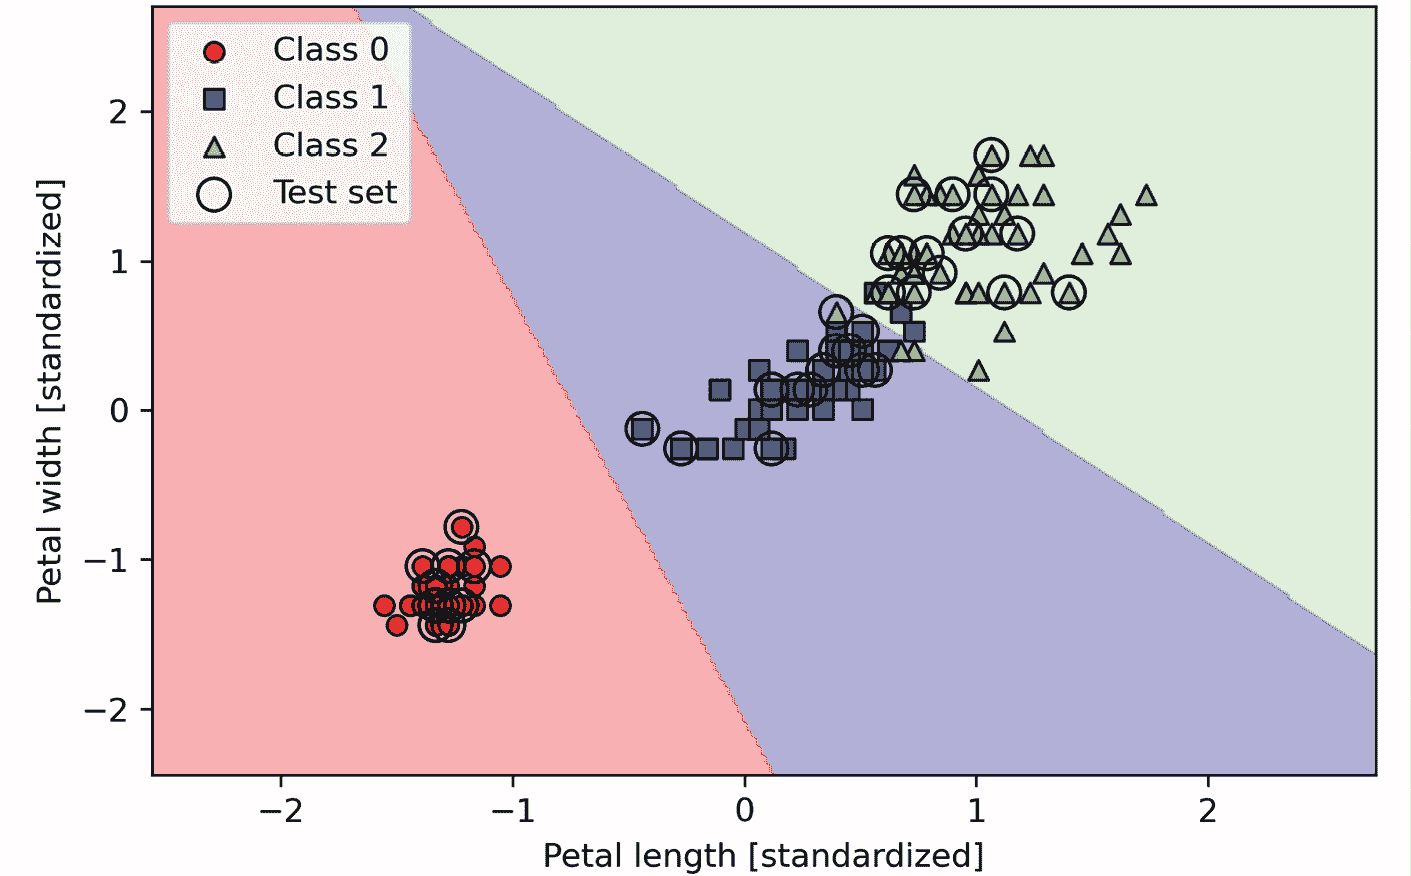 Class 0
Class 1
Class 2
Test set
2
1
0
−1
−2
Petal width [standardized]
−2
−1
0
1
2
Petal length [standardized]